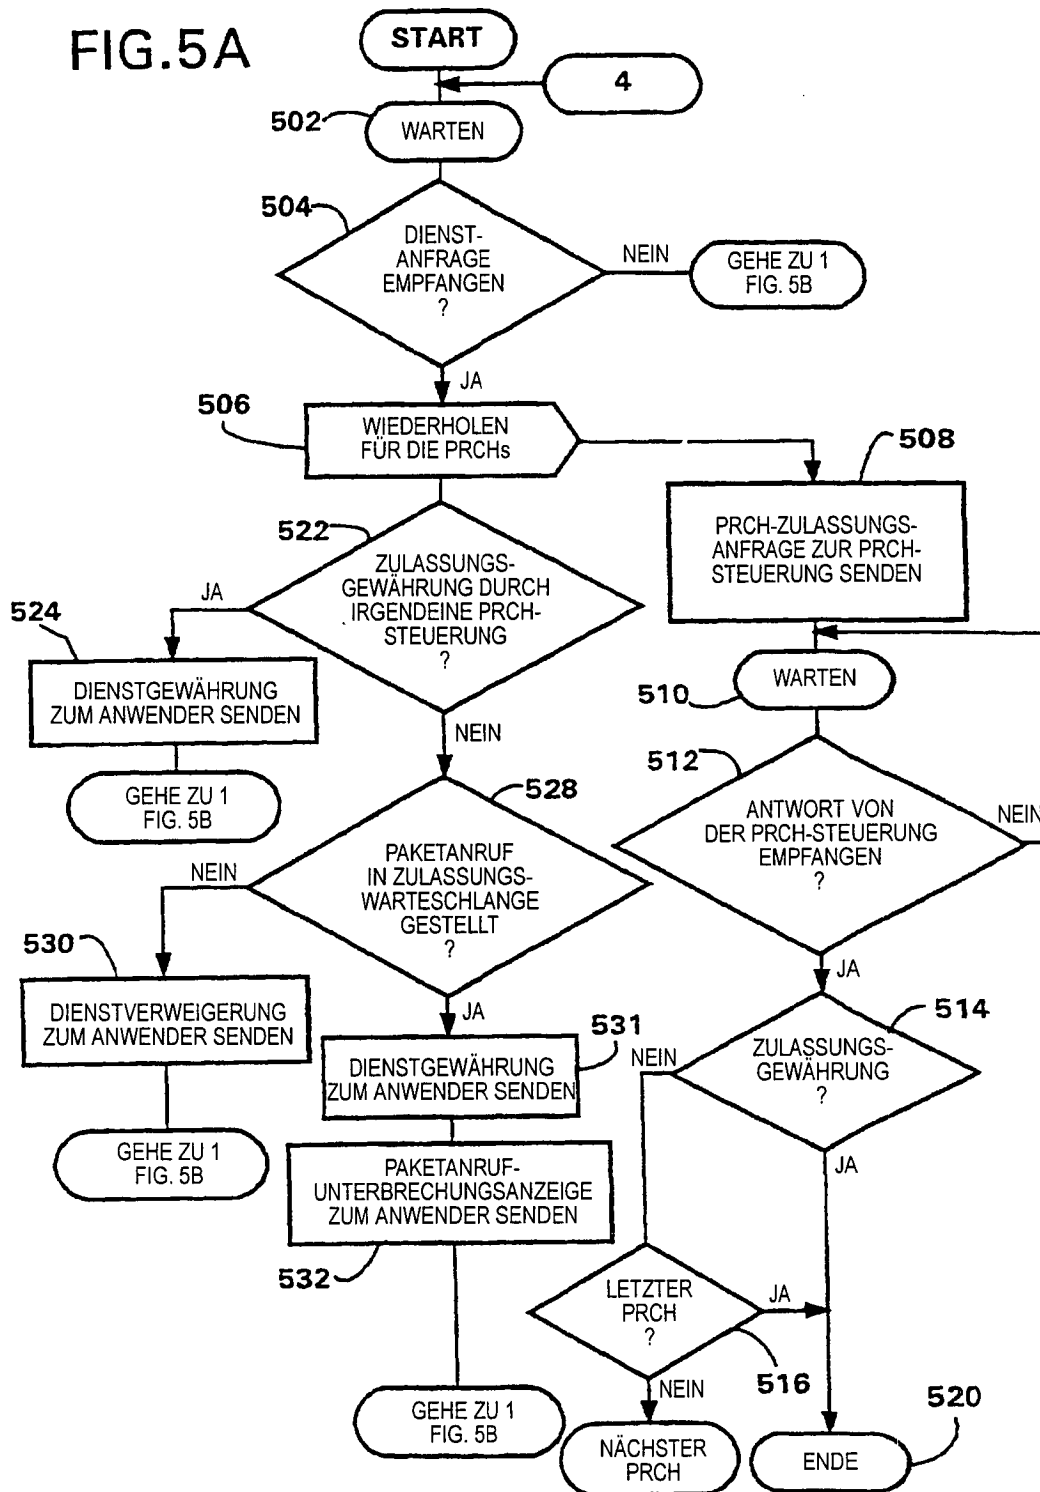 FIG.5A
START
4
502
WARTEN
504
DIENST-
ANFRAGE
EMPFANGEN
?
NEIN
GEHE ZU 1
FIG. 5B
JA
506
WIEDERHOLEN
FÜR DIE PRCHs
508
PRCH-ZULASSUNGS-
ANFRAGE ZUR PRCH-
STEUERUNG SENDEN
522
ZULASSUNGS-
GEWÄHRUNG DURCH
IRGENDEINE PRCH-
STEUERUNG
?
JA
524
DIENSTGEWÄHRUNG
ZUM ANWENDER SENDEN
GEHE ZU 1
FIG. 5B
NEIN
510
WARTEN
512
ANTWORT VON
DER PRCH-STEUERUNG
EMPFANGEN
?
NEIN
JA
528
PAKETANRUF
IN ZULASSUNGS-
WARTESCHLANGE
GESTELLT
?
NEIN
530
DIENSTVERWEIGERUNG
ZUM ANWENDER SENDEN
GEHE ZU 1
FIG. 5B
JA
531
DIENSTGEWÄHRUNG
ZUM ANWENDER SENDEN
PAKETANRUF-
UNTERBRECHUNGSANZEIGE
ZUM ANWENDER SENDEN
532
GEHE ZU 1
FIG. 5B
514
ZULASSUNGS-
GEWÄHRUNG
?
NEIN
JA
LETZTER
PRCH
?
JA
516
NEIN
NÄCHSTER
PRCH
520
ENDE